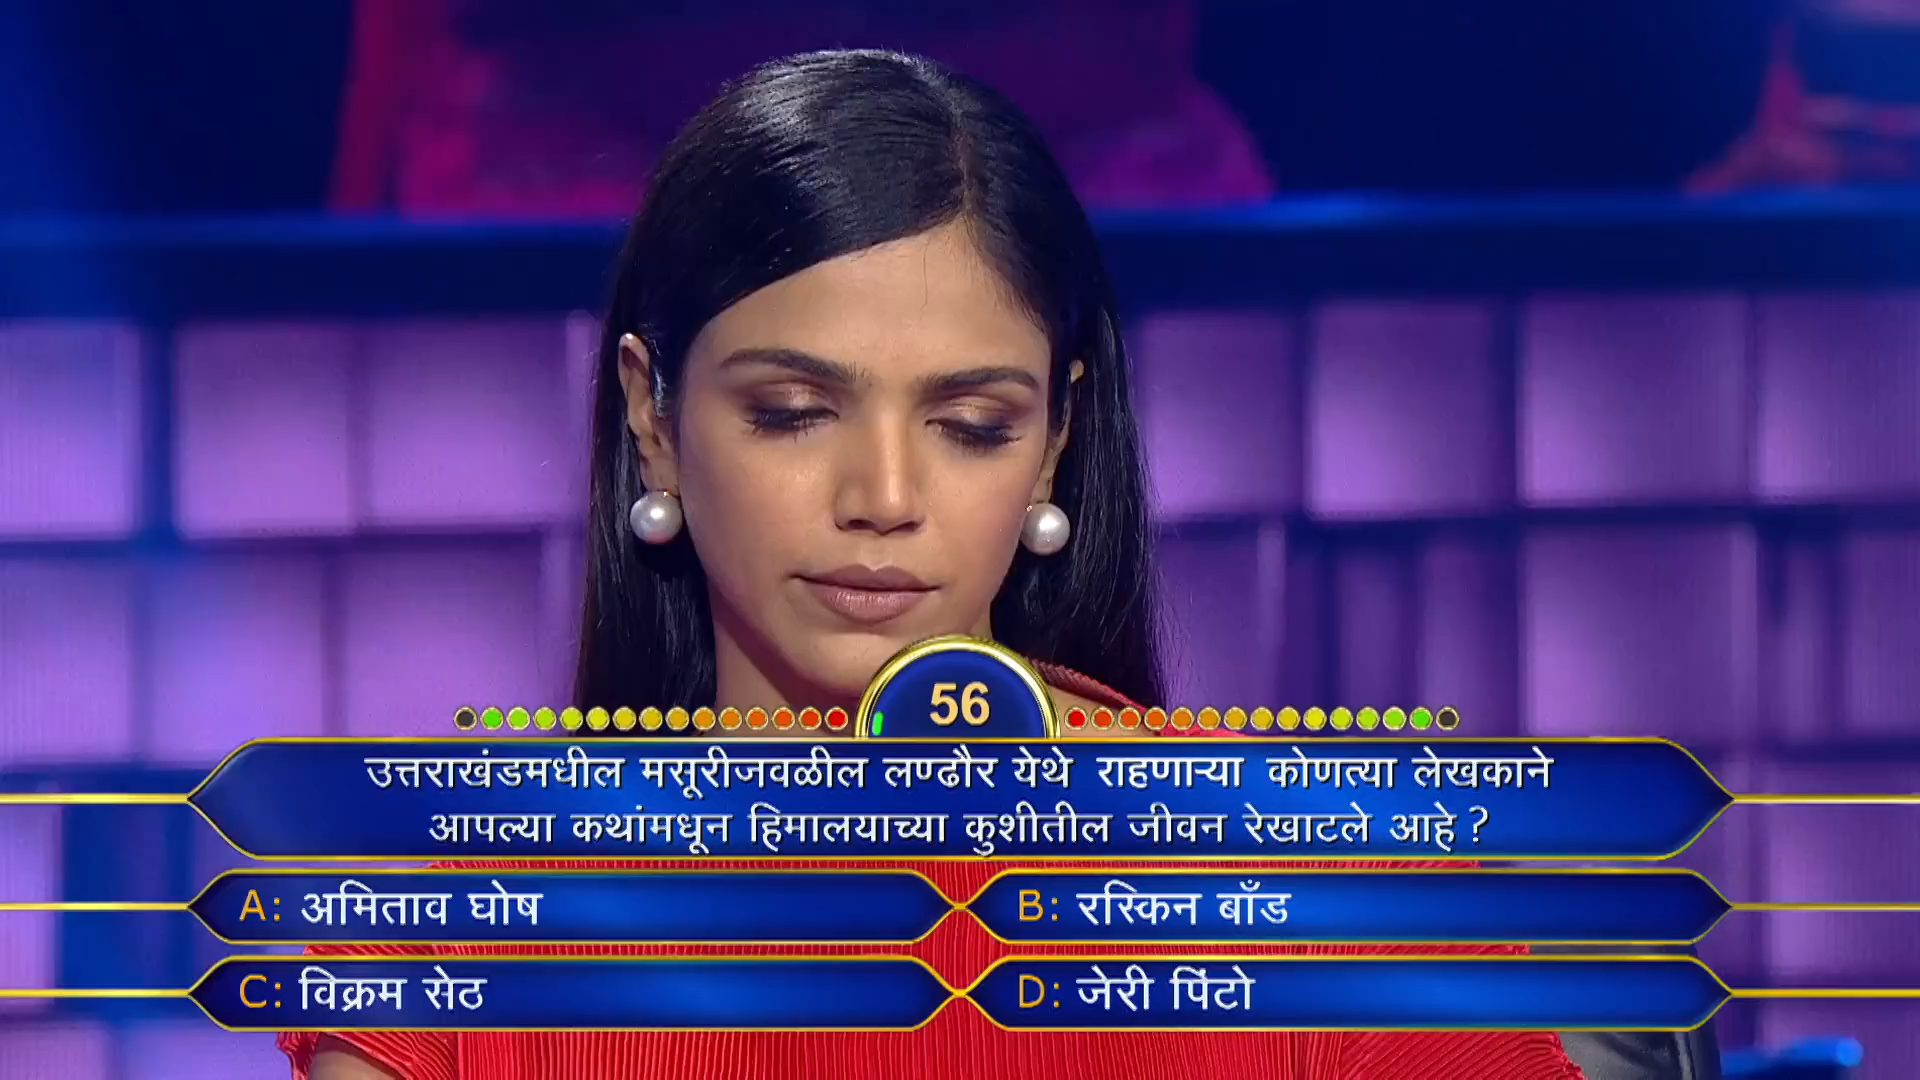 56
उत्तराखंडमधील मसूरीजवळील लण्ढौर येथे राहणाऱ्या कोणत्या लेखकाने
आपल्या कथांमधून हिमालयाच्या कुशीतील जीवन रेखाटले आहे ?
A: अमिताव घोष
B: रस्किन बाँड
C: विक्रम सेठ
D: जेरी पिंटो